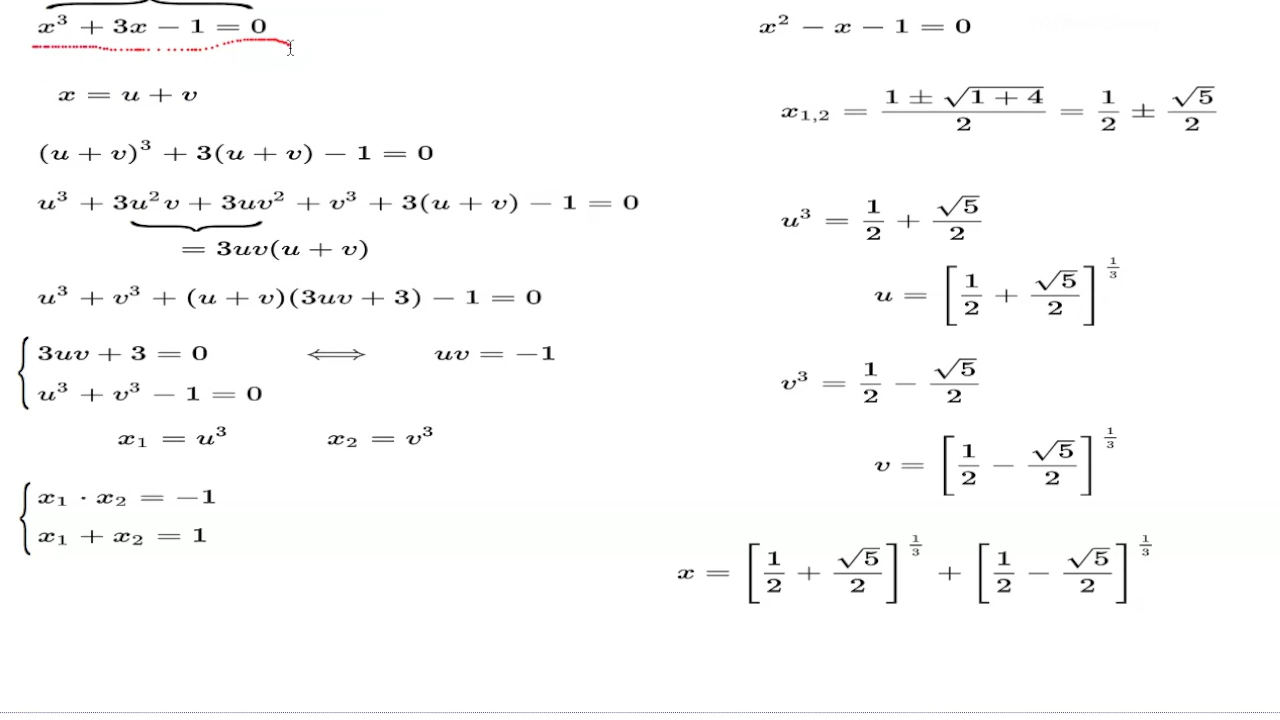 x³ + 3x − 1 = 0
x = u + v
(u + v)³ + 3(u + v) − 1 = 0
u³ + 3u²v + 3uv² + v³ + 3(u + v) − 1 = 0
= 3uv(u + v)
u³ + v³ + (u + v)(3uv + 3) − 1 = 0
{ 3uv + 3 = 0 ⟺ uv = −1
u³ + v³ − 1 = 0
x₁ = u³ x₂ = v³
{ x₁ · x₂ = −1
x₁ + x₂ = 1
x² − x − 1 = 0
x₁,₂ = (1 ± √(1 + 4))/2 = 1/2 ± √5/2
u³ = 1/2 + √5/2
u = [1/2 + √5/2]^(1/3)
v³ = 1/2 − √5/2
v = [1/2 − √5/2]^(1/3)
x = [1/2 + √5/2]^(1/3) + [1/2 − √5/2]^(1/3)